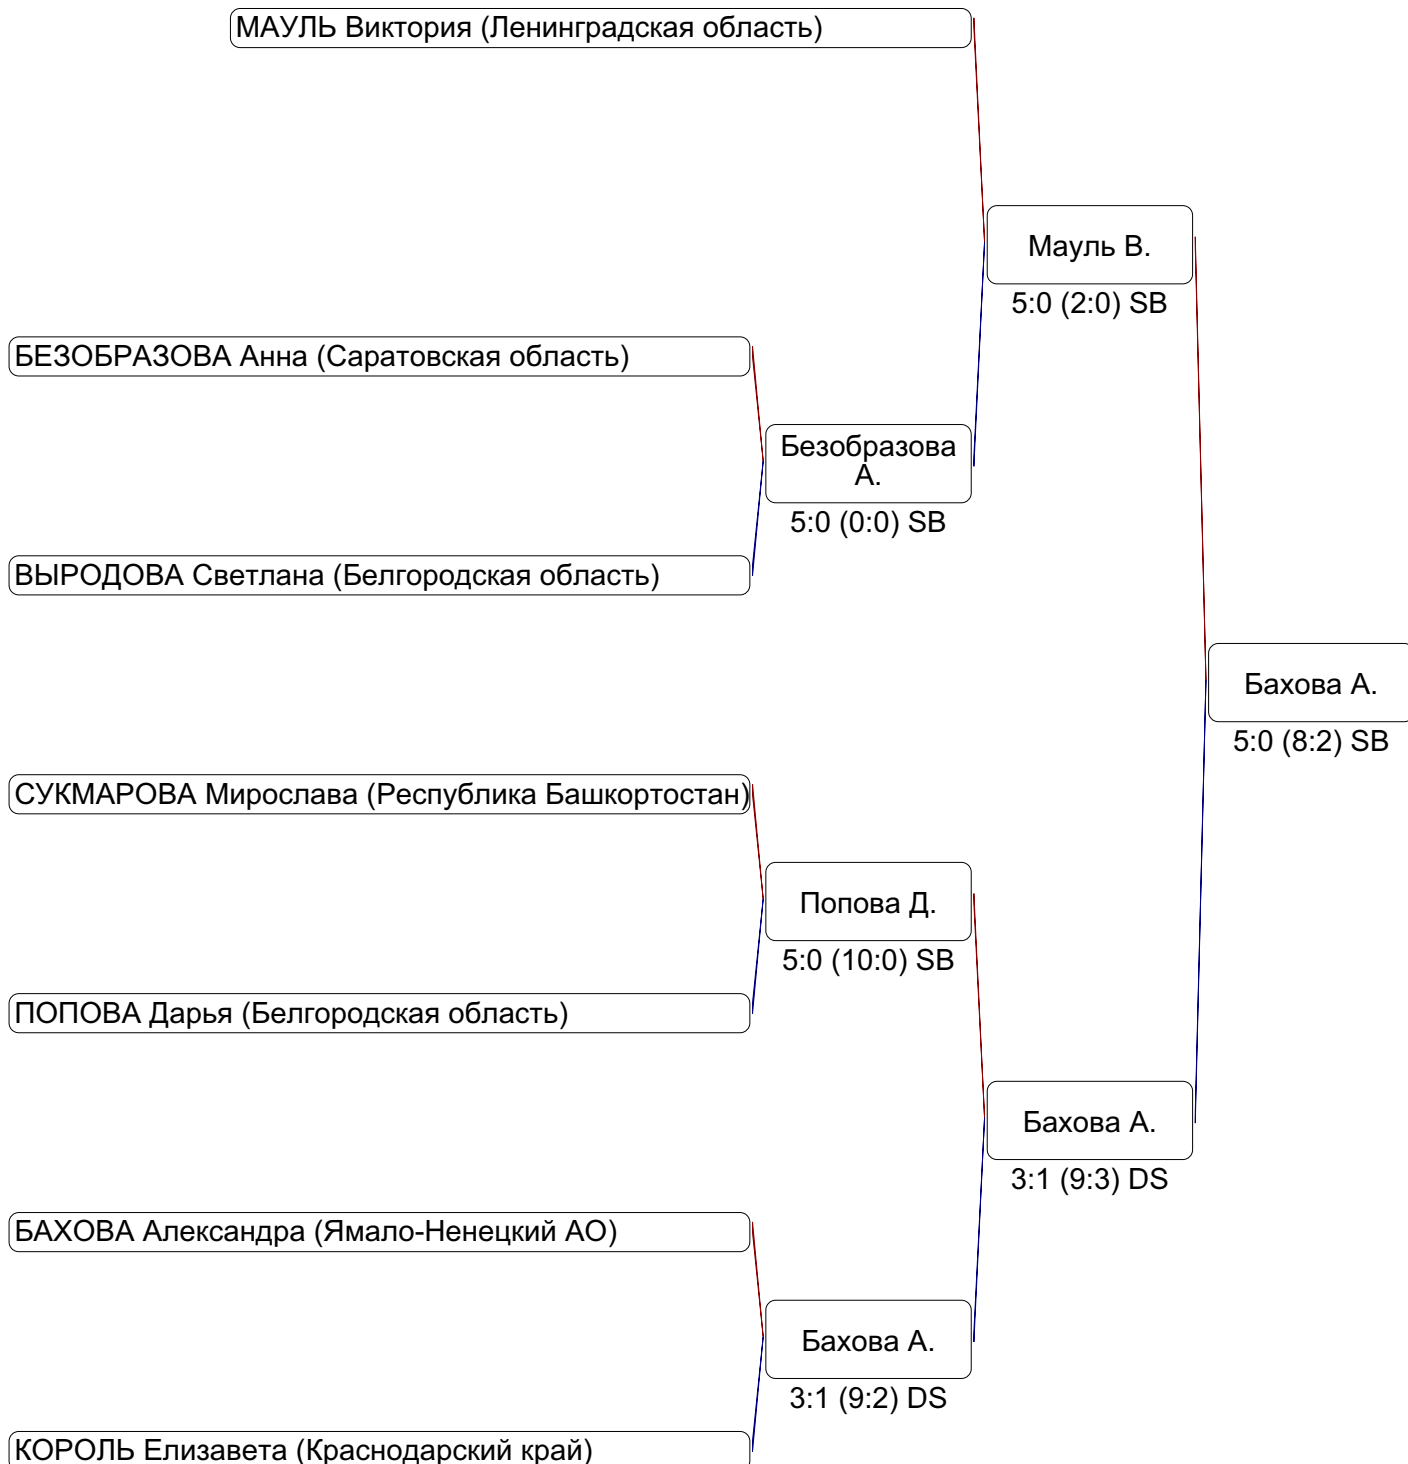 МАУЛЬ Виктория (Ленинградская область)
Мауль В.
5:0 (2:0) SB
БЕЗОБРАЗОВА Анна (Саратовская область)
Безобразова
А.
5:0 (0:0) SB
ВЫРОДОВА Светлана (Белгородская область)
Бахова А.
5:0 (8:2) SB
СУКМАРОВА Мирослава (Республика Башкортостан)
Попова Д.
5:0 (10:0) SB
ПОПОВА Дарья (Белгородская область)
Бахова А.
3:1 (9:3) DS
БАХОВА Александра (Ямало-Ненецкий АО)
Бахова А.
3:1 (9:2) DS
КОРОЛЬ Елизавета (Краснодарский край)